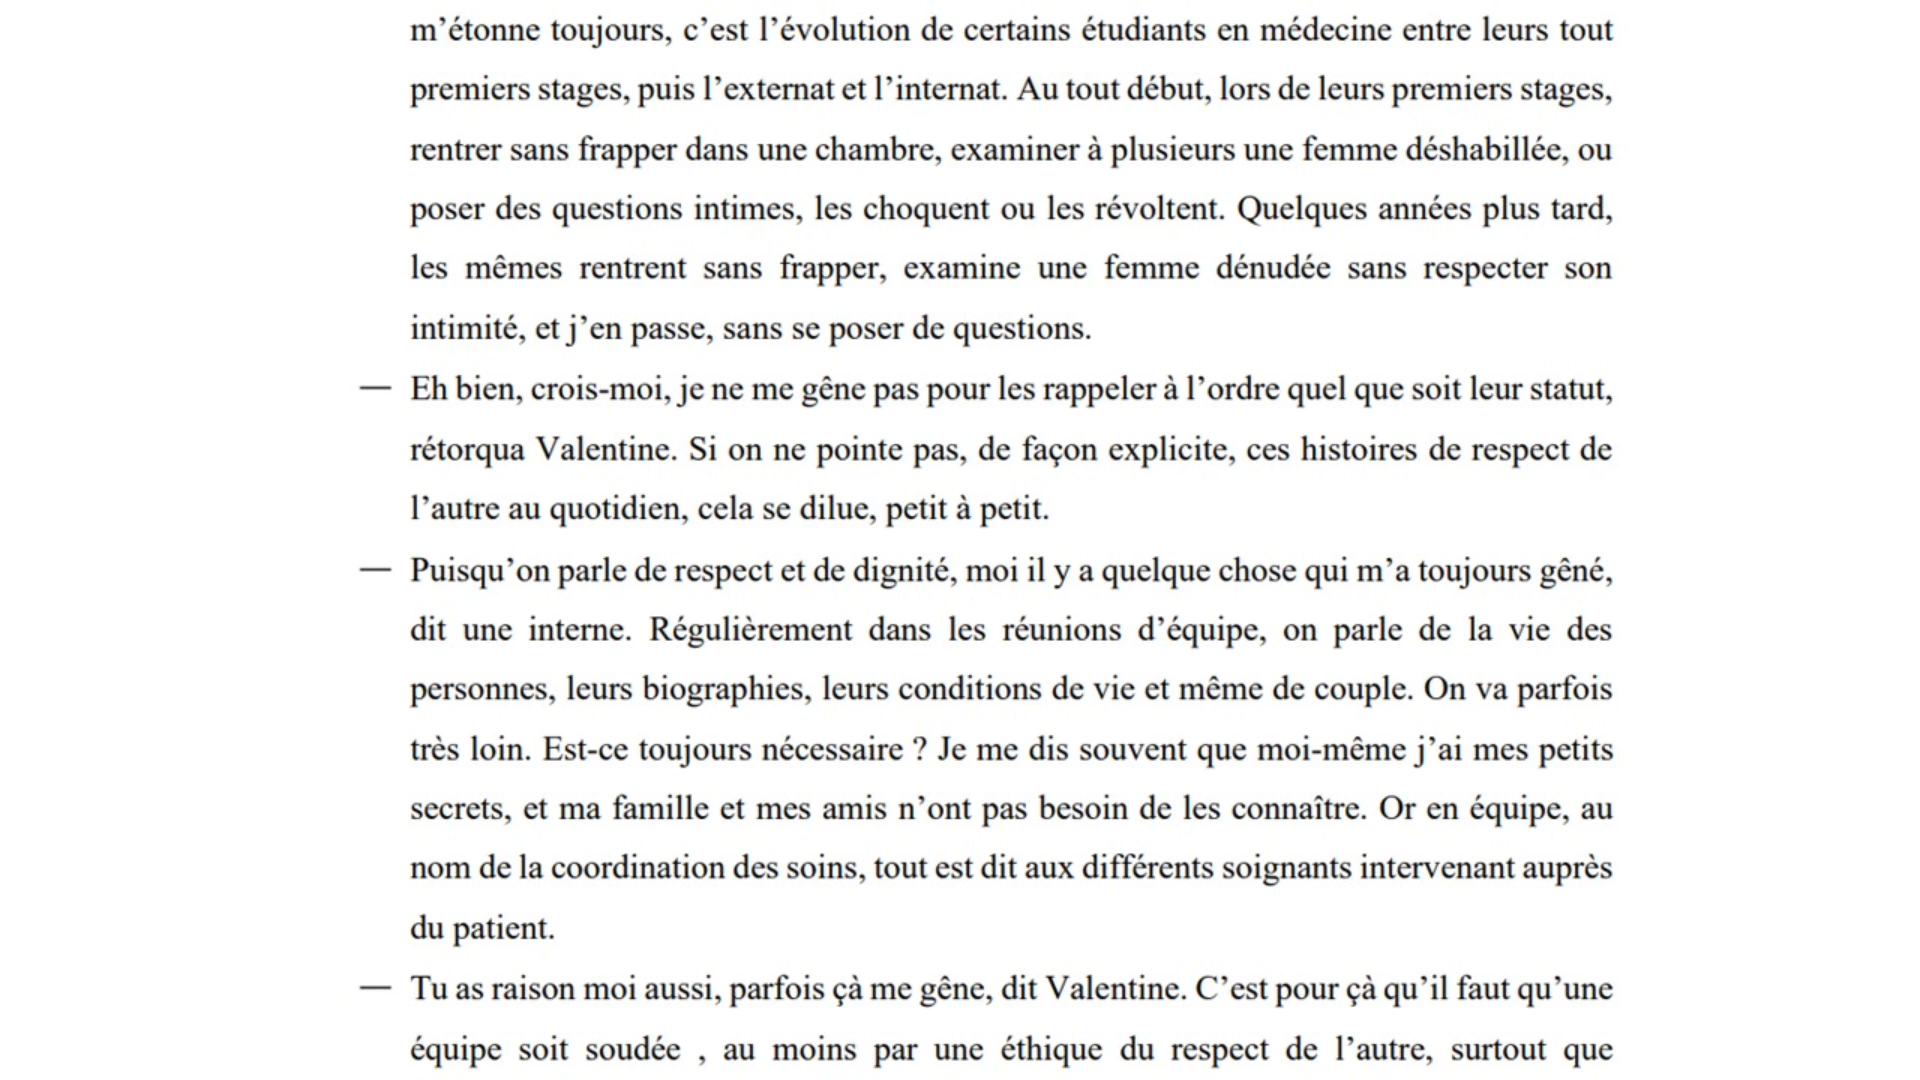 m’étonne toujours, c’est l’évolution de certains étudiants en médecine entre leurs tout
premiers stages, puis l’externat et l’internat. Au tout début, lors de leurs premiers stages,
rentrer sans frapper dans une chambre, examiner à plusieurs une femme déshabillée, ou
poser des questions intimes, les choquent ou les révoltent. Quelques années plus tard,
les mêmes rentrent sans frapper, examine une femme dénudée sans respecter son
intimité, et j’en passe, sans se poser de questions.
— Eh bien, crois-moi, je ne me gêne pas pour les rappeler à l’ordre quel que soit leur statut,
rétorqua Valentine. Si on ne pointe pas, de façon explicite, ces histoires de respect de
l’autre au quotidien, cela se dilue, petit à petit.
— Puisqu’on parle de respect et de dignité, moi il y a quelque chose qui m’a toujours gêné,
dit une interne. Régulièrement dans les réunions d’équipe, on parle de la vie des
personnes, leurs biographies, leurs conditions de vie et même de couple. On va parfois
très loin. Est-ce toujours nécessaire ? Je me dis souvent que moi-même j’ai mes petits
secrets, et ma famille et mes amis n’ont pas besoin de les connaître. Or en équipe, au
nom de la coordination des soins, tout est dit aux différents soignants intervenant auprès
du patient.
— Tu as raison moi aussi, parfois çà me gêne, dit Valentine. C’est pour çà qu’il faut qu’une
équipe soit soudée , au moins par une éthique du respect de l’autre, surtout que